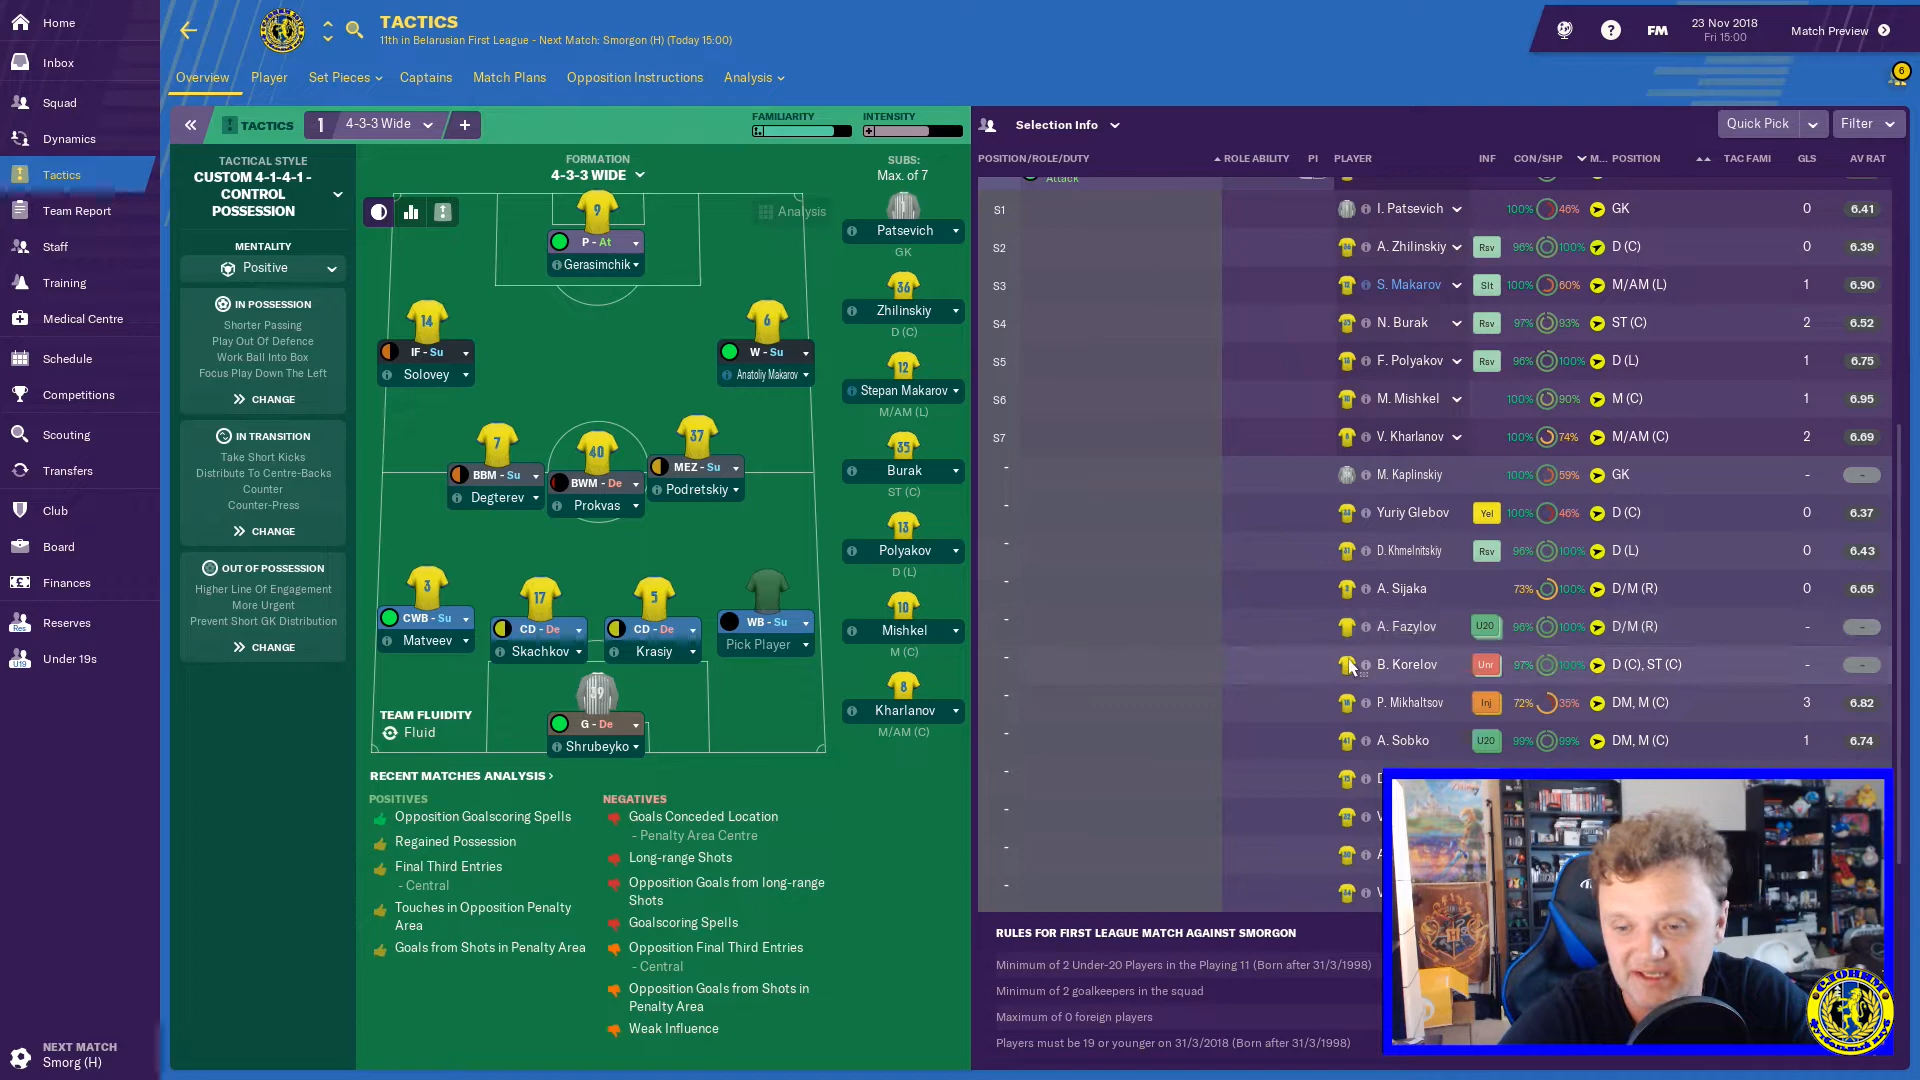 Home
Inbox
Squad
Dynamics
Tactics
Team Report
Staff
Training
Medical Centre
Schedule
Competitions
Scouting
Transfers
Club
Board
Finances
Res
Reserves
U19
Under 19s
NEXT MATCH
Smorg (H)
TACTICS
11th in Belarusian First League - Next Match: Smorgon (H) (Today 15:00)
Overview
Player
Set Pieces
Captains
Match Plans
Opposition Instructions
Analysis
?
FM
23 Nov 2018
Fri 15:00
Match Preview
6
TACTICS
1
4-3-3 Wide
+
FAMILIARITY
INTENSITY
TACTICAL STYLE
CUSTOM 4-1-4-1 -
CONTROL
POSSESSION
MENTALITY
Positive
IN POSSESSION
Shorter Passing
Play Out Of Defence
Work Ball Into Box
Focus Play Down The Left
CHANGE
IN TRANSITION
Take Short Kicks
Distribute To Centre-Backs
Counter
Counter-Press
CHANGE
OUT OF POSSESSION
Higher Line Of Engagement
More Urgent
Prevent Short GK Distribution
CHANGE
FORMATION
4-3-3 WIDE
Analysis
9
P - At
Gerasimchik
14
IF - Su
Solovey
6
W - Su
Anatoliy Makarov
7
BBM - Su
Degterev
40
BWM - De
Prokvas
37
MEZ - Su
Podretskiy
3
CWB - Su
Matveev
17
CD - De
Skachkov
5
CD - De
Krasiy
WB - Su
Pick Player
39
G - De
Shrubeyko
TEAM FLUIDITY
Fluid
SUBS:
Max. of 7
1
Patsevich
GK
36
Zhilinskiy
D (C)
12
Stepan Makarov
M/AM (L)
35
Burak
ST (C)
13
Polyakov
D (L)
10
Mishkel
M (C)
8
Kharlanov
M/AM (C)
RECENT MATCHES ANALYSIS >
POSITIVES
Opposition Goalscoring Spells
Regained Possession
Final Third Entries
- Central
Touches in Opposition Penalty
Area
Goals from Shots in Penalty Area
NEGATIVES
Goals Conceded Location
- Penalty Area Centre
Long-range Shots
Opposition Goals from long-range
Shots
Goalscoring Spells
Opposition Final Third Entries
- Central
Opposition Goals from Shots in
Penalty Area
Weak Influence
Selection Info
Quick Pick
Filter
POSITION/ROLE/DUTY ROLE ABILITY PI PLAYER INF CON/SHP M... POSITION TAC FAMI GLS AV RAT
Attack
S1 I. Patsevich 100% 46% GK 0 6.41
S2 A. Zhilinskiy Rsv 96% 100% D (C) 0 6.39
S3 S. Makarov Slt 100% 60% M/AM (L) 1 6.90
S4 N. Burak Rsv 97% 93% ST (C) 2 6.52
S5 F. Polyakov Rsv 96% 100% D (L) 1 6.75
S6 M. Mishkel 100% 90% M (C) 1 6.95
S7 V. Kharlanov 100% 74% M/AM (C) 2 6.69
- M. Kaplinskiy 100% 59% GK - -
- Yuriy Glebov Yel 100% 46% D (C) 0 6.37
- D. Khmelnitskiy Rsv 96% 100% D (L) 0 6.43
- A. Sijaka 73% 100% D/M (R) 0 6.65
- A. Fazylov U20 96% 100% D/M (R) - -
- B. Korelov Unr 97% 100% D (C), ST (C) - -
- P. Mikhaltsov Inj 72% 35% DM, M (C) 3 6.82
- A. Sobko U20 99% 99% DM, M (C) 1 6.74
RULES FOR FIRST LEAGUE MATCH AGAINST SMORGON
Minimum of 2 Under-20 Players in the Playing 11 (Born after 31/3/1998)
Minimum of 2 goalkeepers in the squad
Maximum of 0 foreign players
Players must be 19 or younger on 31/3/2018 (Born after 31/3/1998)